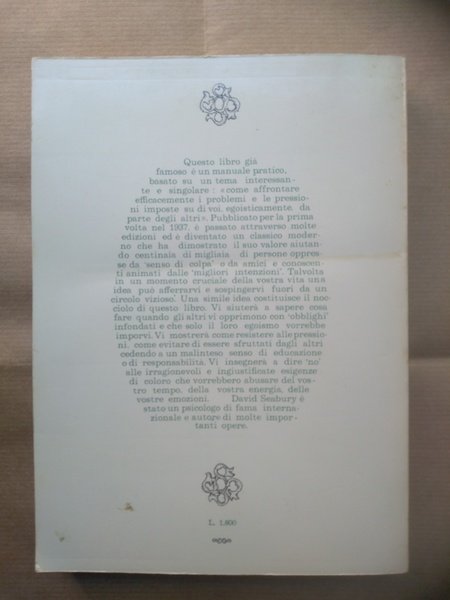 Questo libro già
famoso è un manuale pratico,
basato su un tema interessan-
te e singolare : « come affrontare
efficacemente i problemi e le pressio-
ni imposte su di voi, egoisticamente, da
parte degli altri ». Pubblicato per la prima
volta nel 1937, è passato attraverso molte
edizioni ed è diventato un classico moder-
no che ha dimostrato il suo valore aiutan-
do centinaia di migliaia di persone oppres-
se da 'senso di colpa' o da amici e conoscen-
ti animati dalle 'migliori intenzioni'. Talvolta
in un momento cruciale della vostra vita una
idea può afferrarvi e sospingervi fuori da un
circolo vizioso'. Una simile idea costituisce il noc-
ciolo di questo libro. Vi aiuterà a sapere cosa
fare quando gli altri vi opprimono con 'obblighi'
infondati e che solo il loro egoismo vorrebbe
imporvi. Vi mostrerà come resistere alle pressio-
ni, come evitare di essere sfruttati dagli altri
cedendo a un malinteso senso di educazione
o di responsabilità. Vi insegnerà a dire 'no'
alle irragionevoli e ingiustificate esigenze
di coloro che vorrebbero abusare del vos-
tro tempo, della vostra energia, delle
vostre emozioni. David Seabury è
stato un psicologo di fama interna-
zionale e autore di molte impor-
tanti opere.
L. 1.800